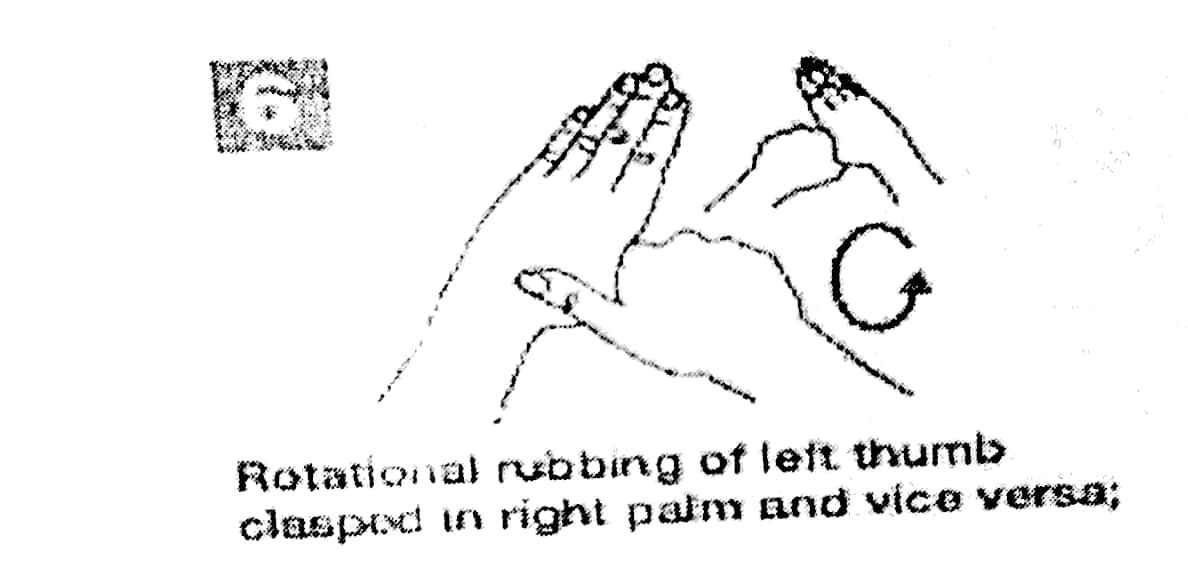 6
Rotational rubbing of left thumb
clasped in right palm and vice versa;